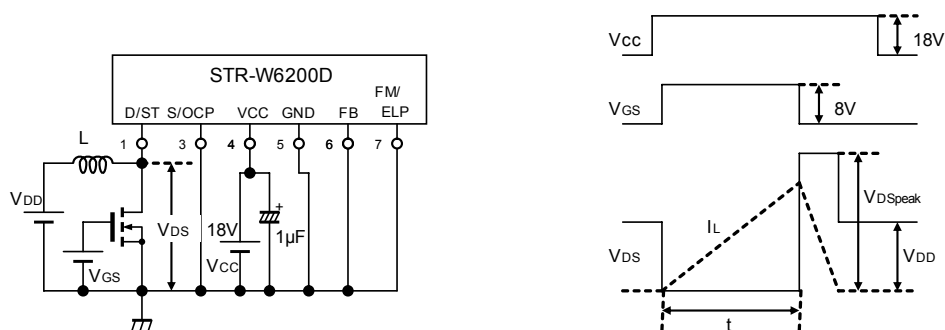 STR-W6200D
D/ST S/OCP VCC GND FB FM/ELP
1 3 4 5 6 7
L
VDD
VGS
VDS
18V
VCC
+
1µF
Vcc
18V
VGS
8V
VDS
IL
VDSpeak
VDD
t